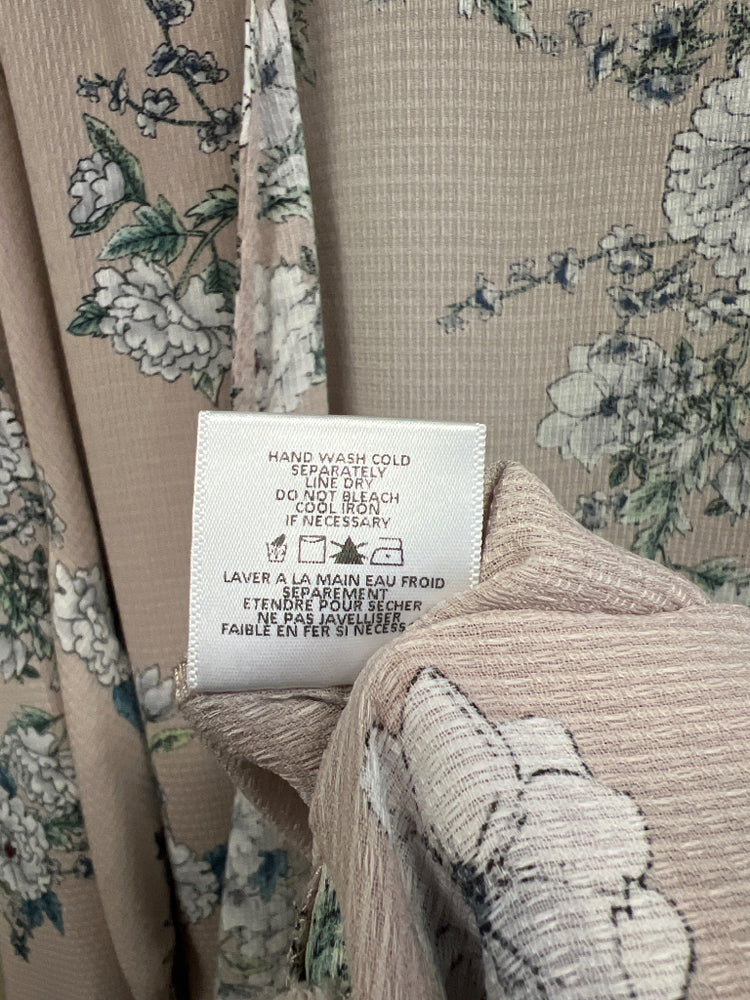 HAND WASH COLD
SEPARATELY
LINE DRY
DO NOT BLEACH
COOL IRON
IF NECESSARY
LAVER A LA MAIN EAU FROID
SEPAREMENT
ETENDRE POUR SECHER
NE PAS JAVELLISER
FAIBLE EN FER SI NECESS